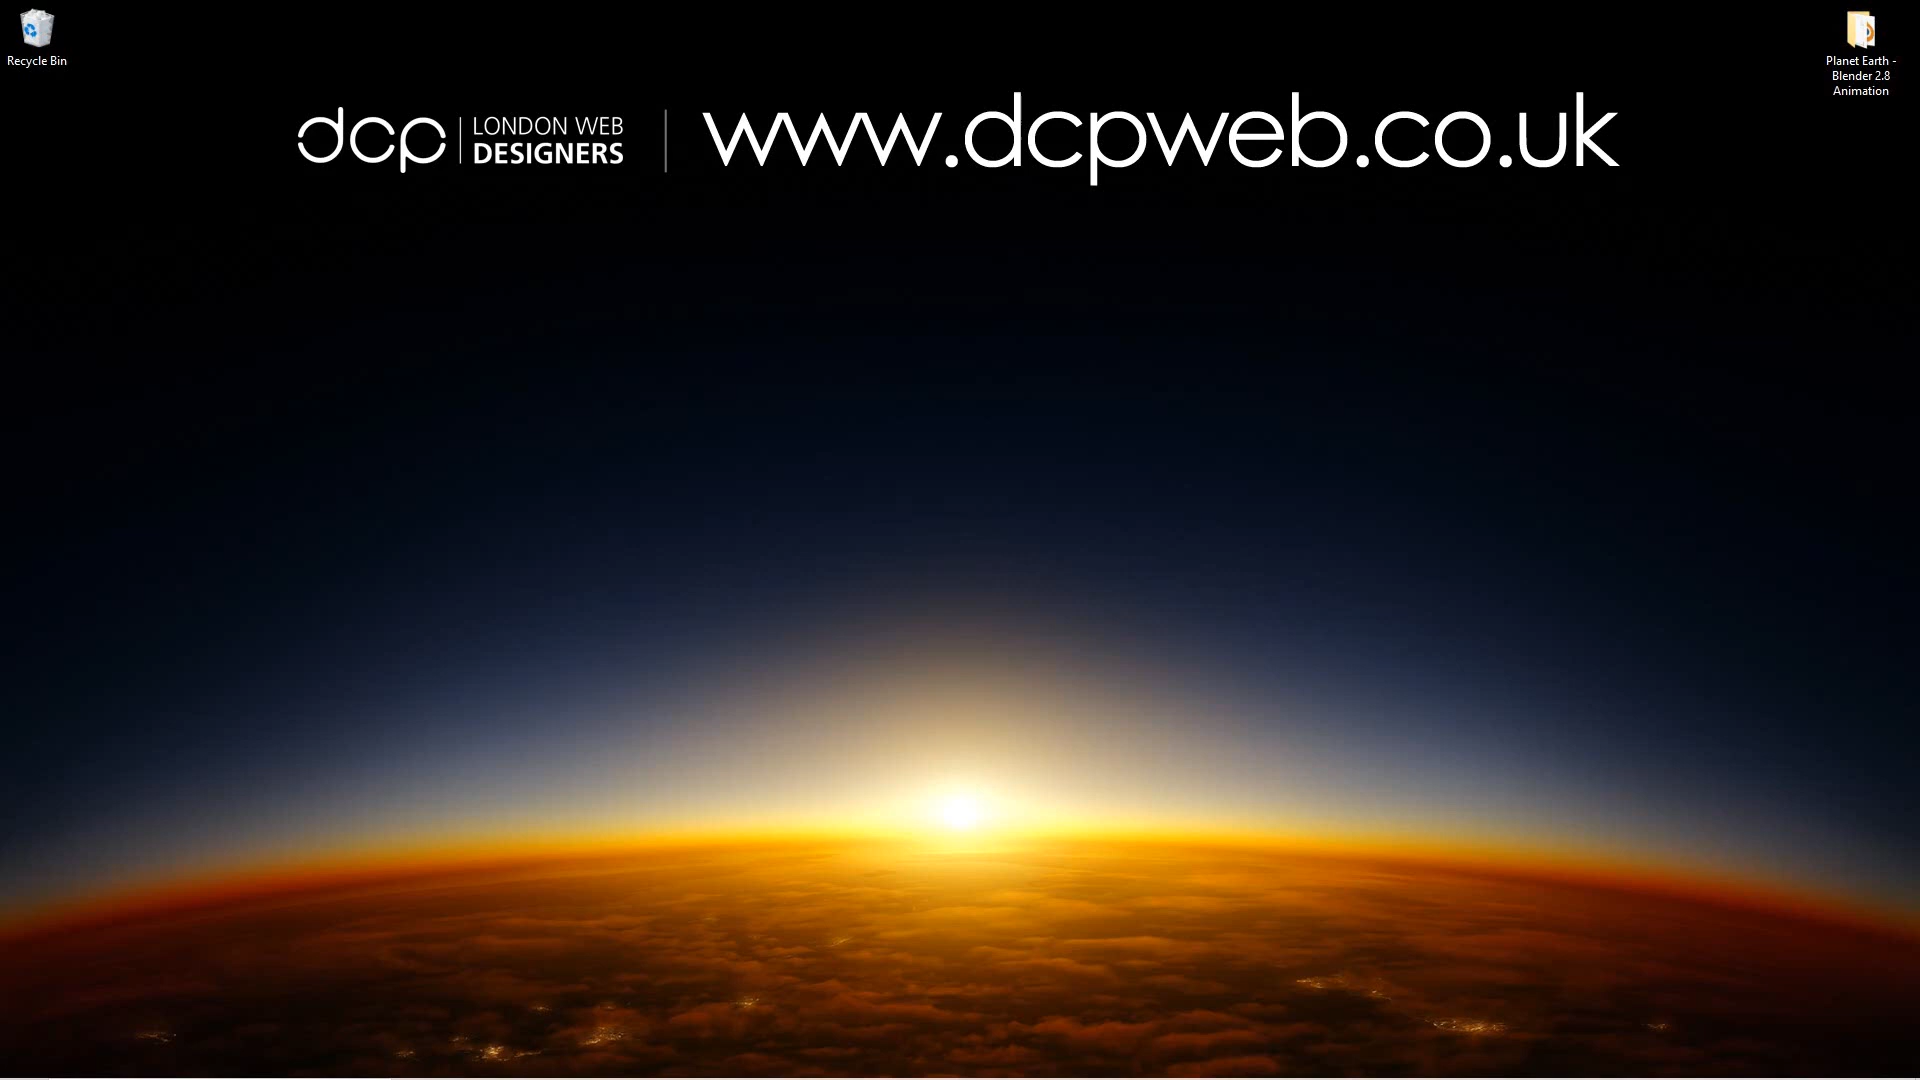 Recycle Bin
Planet Earth -
Blender 2.8
Animation
dcp
LONDON WEB
DESIGNERS
www.dcpweb.co.uk